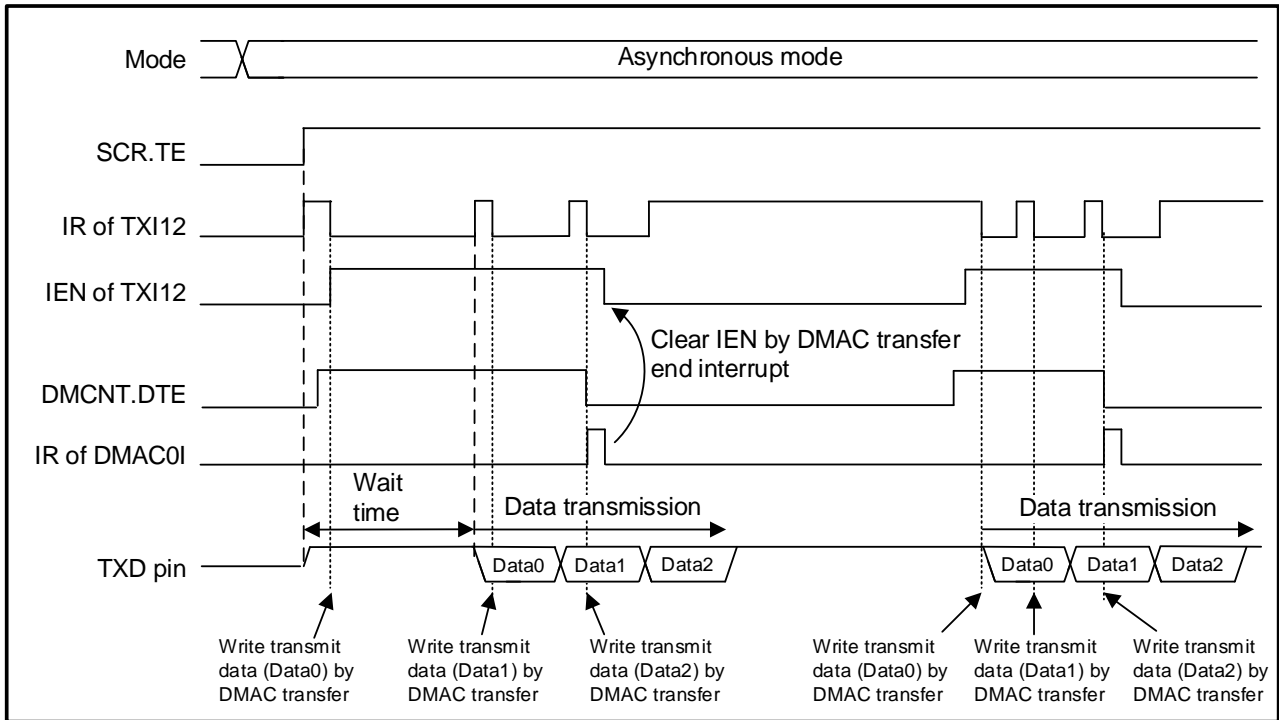 Mode
Asynchronous mode
SCR.TE
IR of TXI12
IEN of TXI12
Clear IEN by DMAC transfer
end interrupt
DMCNT.DTE
IR of DMAC0I
Wait
time
Data transmission
Data transmission
TXD pin
Data0
Data1
Data2
Data0
Data1
Data2
Write transmit
data (Data0) by
DMAC transfer
Write transmit
data (Data1) by
DMAC transfer
Write transmit
data (Data2) by
DMAC transfer
Write transmit
data (Data0) by
DMAC transfer
Write transmit
data (Data1) by
DMAC transfer
Write transmit
data (Data2) by
DMAC transfer